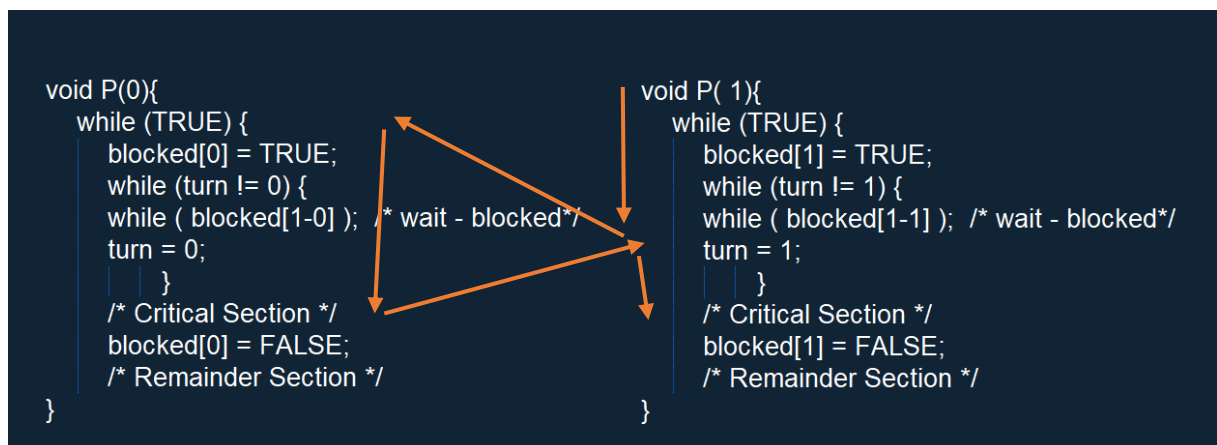 void P(0){
while (TRUE) {
blocked[0] = TRUE;
while (turn != 0) {
while ( blocked[1-0] ); /* wait - blocked*/
turn = 0;
}
/* Critical Section */
blocked[0] = FALSE;
/* Remainder Section */
}
void P( 1){
while (TRUE) {
blocked[1] = TRUE;
while (turn != 1) {
while ( blocked[1-1] ); /* wait - blocked*/
turn = 1;
}
/* Critical Section */
blocked[1] = FALSE;
/* Remainder Section */
}